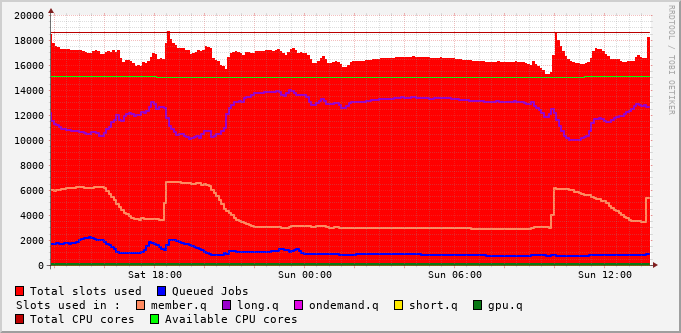 20000
18000
16000
14000
12000
10000
8000
6000
4000
2000
0
Sat 18:00 Sun 00:00 Sun 06:00 Sun 12:00
RRDTOOL / TOBI OETIKER
Total slots used Queued Jobs
Slots used in : member.q long.q ondemand.q short.q gpu.q
Total CPU cores Available CPU cores